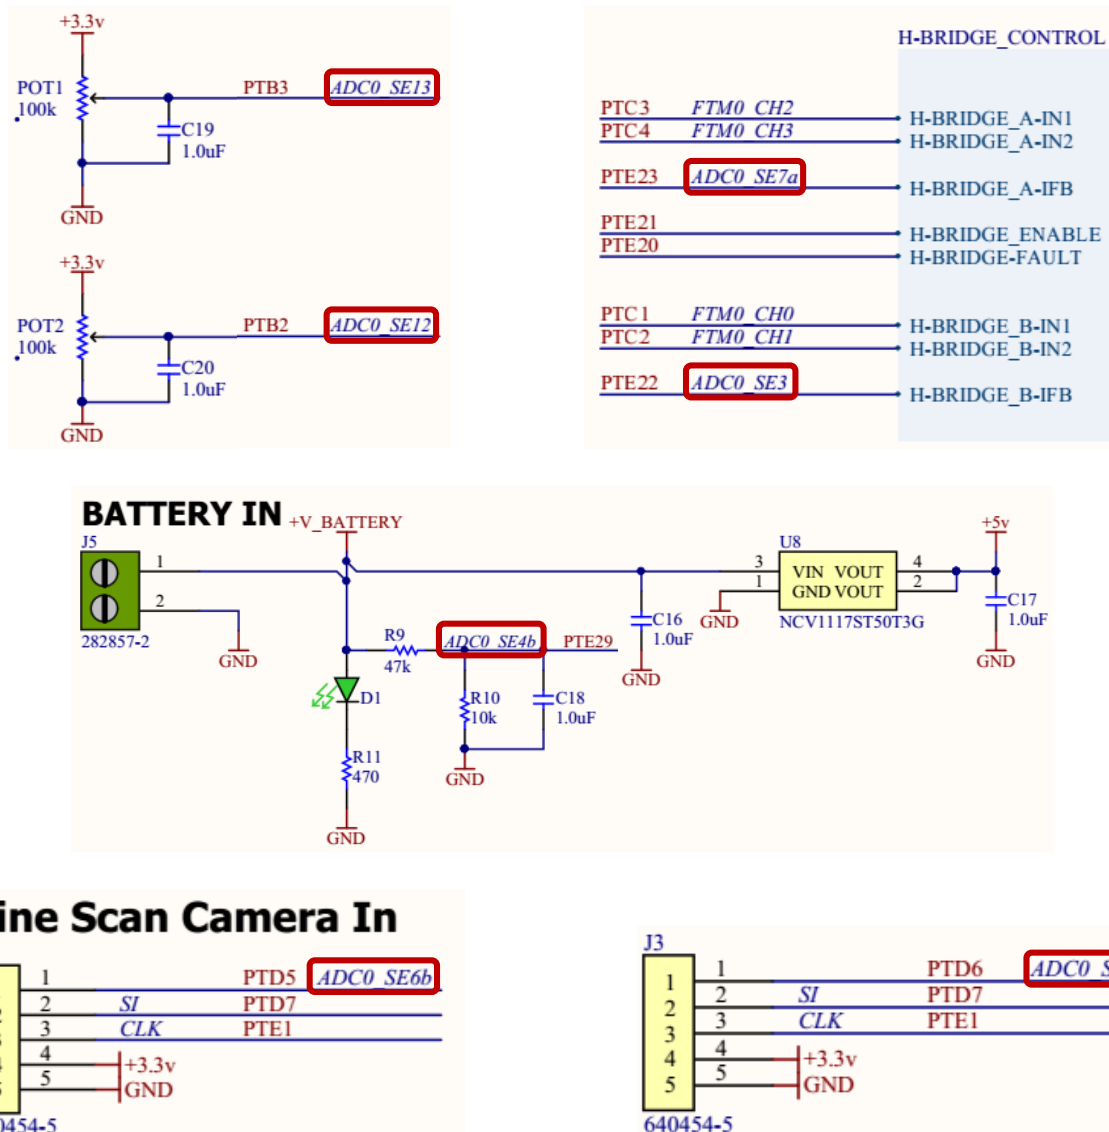 +3.3v
POT1
100k
PTB3
ADC0_SE13
C19
1.0uF
GND
+3.3v
POT2
100k
PTB2
ADC0_SE12
C20
1.0uF
GND
H-BRIDGE_CONTROL
PTC3 FTM0_CH2 H-BRIDGE_A-IN1
PTC4 FTM0_CH3 H-BRIDGE_A-IN2
PTE23 ADC0_SE7a H-BRIDGE_A-IFB
PTE21 H-BRIDGE_ENABLE
PTE20 H-BRIDGE-FAULT
PTC1 FTM0_CH0 H-BRIDGE_B-IN1
PTC2 FTM0_CH1 H-BRIDGE_B-IN2
PTE22 ADC0_SE3 H-BRIDGE_B-IFB
BATTERY IN
+V_BATTERY
J5
1
2
282857-2
GND
R9
47k
ADC0_SE4b
PTE29
D1
R10
10k
C18
1.0uF
GND
R11
470
GND
C16
1.0uF
GND
GND
U8
3 VIN VOUT 4
1 GND VOUT 2
NCV1117ST50T3G
+5v
C17
1.0uF
GND
ine Scan Camera In
1 PTD5 ADC0_SE6b
2 SI PTD7
3 CLK PTE1
4 +3.3v
5 GND
0454-5
J3
1 1 PTD6 ADC0_S
2 2 SI PTD7
3 3 CLK PTE1
4 4 +3.3v
5 5 GND
640454-5